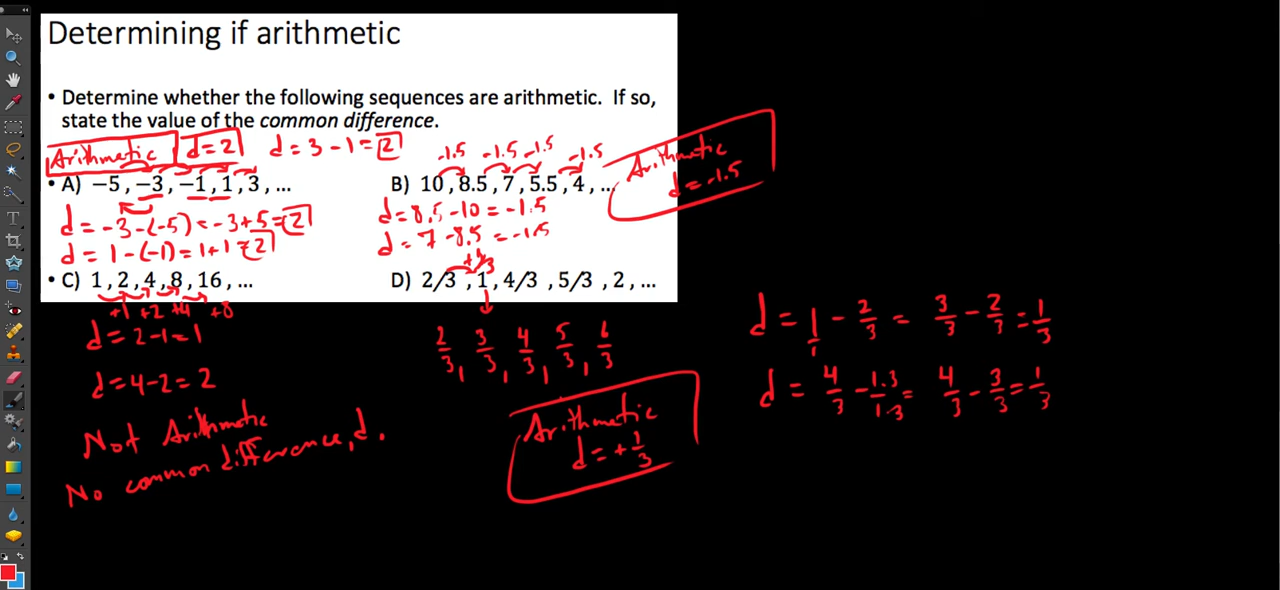 Determining if arithmetic
• Determine whether the following sequences are arithmetic. If so,
state the value of the common difference.
Arithmetic d=2 d=3-1=2
-1.5 -1.5 -1.5 -1.5
Arithmetic
d=-1.5
• A) −5 , −3 , −1 , 1 , 3 , ...
B) 10 , 8.5 , 7 , 5.5 , 4 , ...
d=-3-(-5)=-3+5=2
d=1-(-1)=1+1=2
d=8.5-10=-1.5
d=7-8.5=-1.5
+1/3
• C) 1 , 2 , 4 , 8 , 16 , ...
D) 2/3 , 1 , 4/3 , 5/3 , 2 , ...
+1 +2 +4 +8
d=2-1=1
d=4-2=2
Not Arithmetic
No common difference, d.
2/3, 3/3, 4/3, 5/3, 6/3
Arithmetic
d=+1/3
d=1/1-2/3=3/3-2/3=1/3
d=4/3-1.3/1.3=4/3-3/3=1/3
T